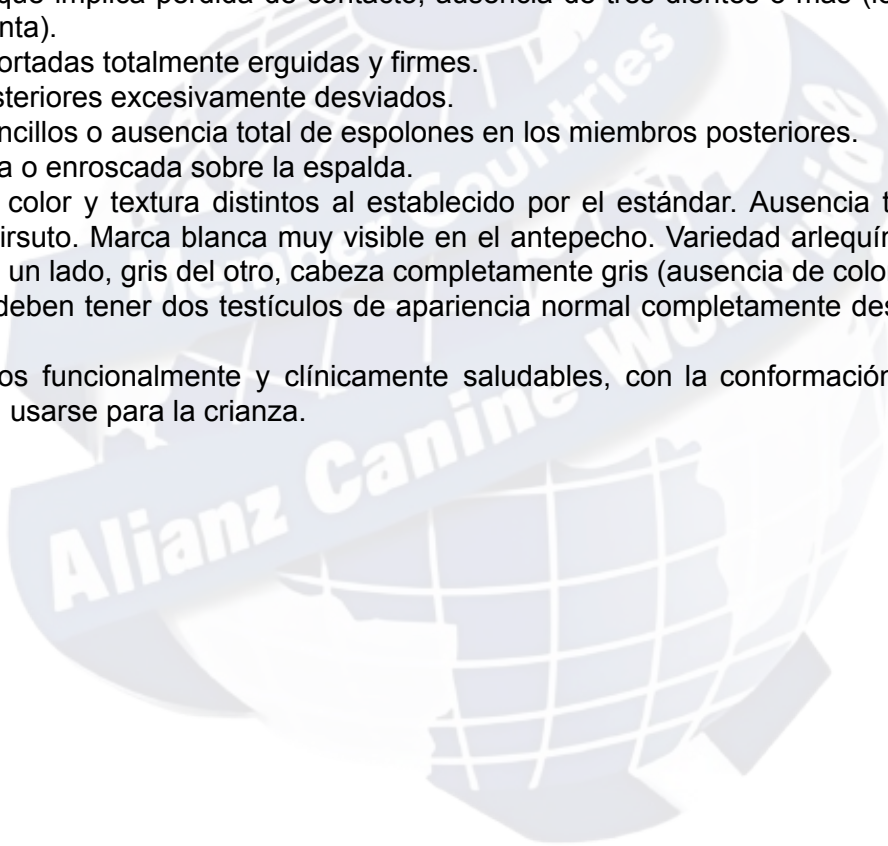 que implica pérdida de contacto, ausencia de tres dientes o más (
nta).
ortadas totalmente erguidas y firmes.
steriores excesivamente desviados.
ncillos o ausencia total de espolones en los miembros posteriores.
a o enroscada sobre la espalda.
color y textura distintos al establecido por el estándar. Ausencia t
irsuto. Marca blanca muy visible en el antepecho. Variedad arlequín
un lado, gris del otro, cabeza completamente gris (ausencia de colo
deben tener dos testículos de apariencia normal completamente des
os funcionalmente y clínicamente saludables, con la conformación
usarse para la crianza.
Member Countries
Alianz Canine Worldwide